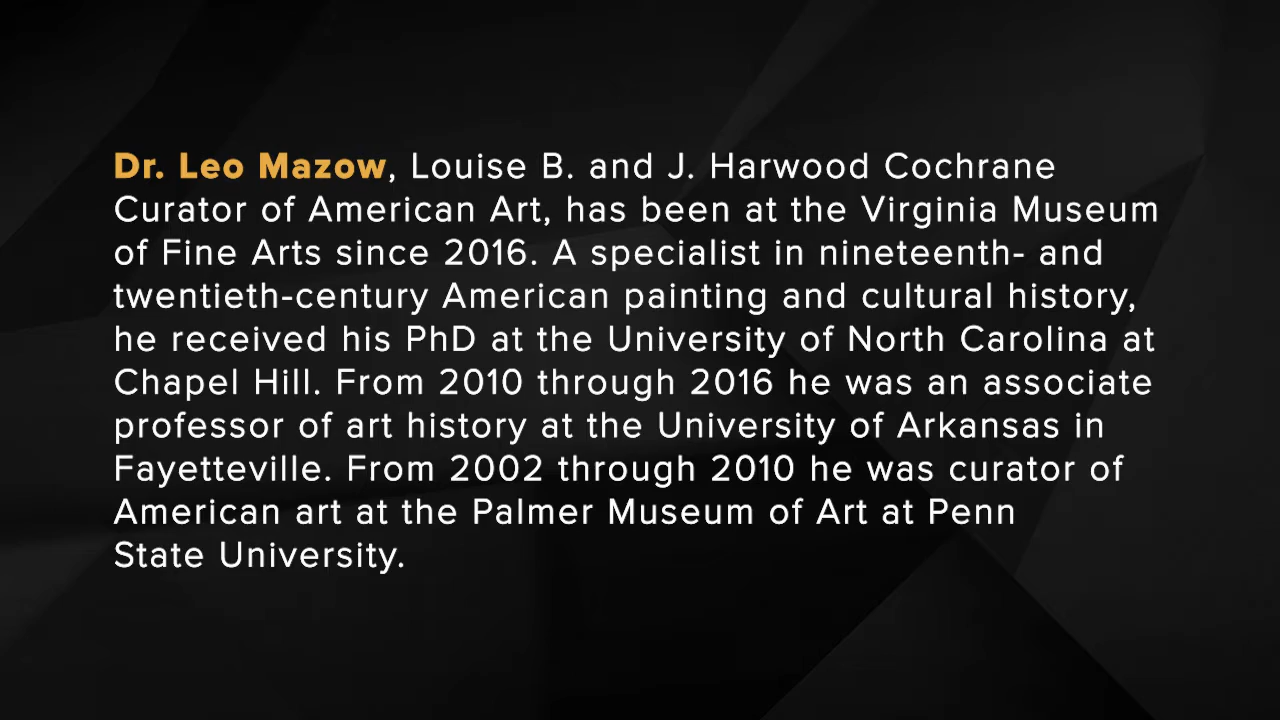 Dr. Leo Mazow, Louise B. and J. Harwood Cochrane
Curator of American Art, has been at the Virginia Museum
of Fine Arts since 2016. A specialist in nineteenth- and
twentieth-century American painting and cultural history,
he received his PhD at the University of North Carolina at
Chapel Hill. From 2010 through 2016 he was an associate
professor of art history at the University of Arkansas in
Fayetteville. From 2002 through 2010 he was curator of
American art at the Palmer Museum of Art at Penn
State University.